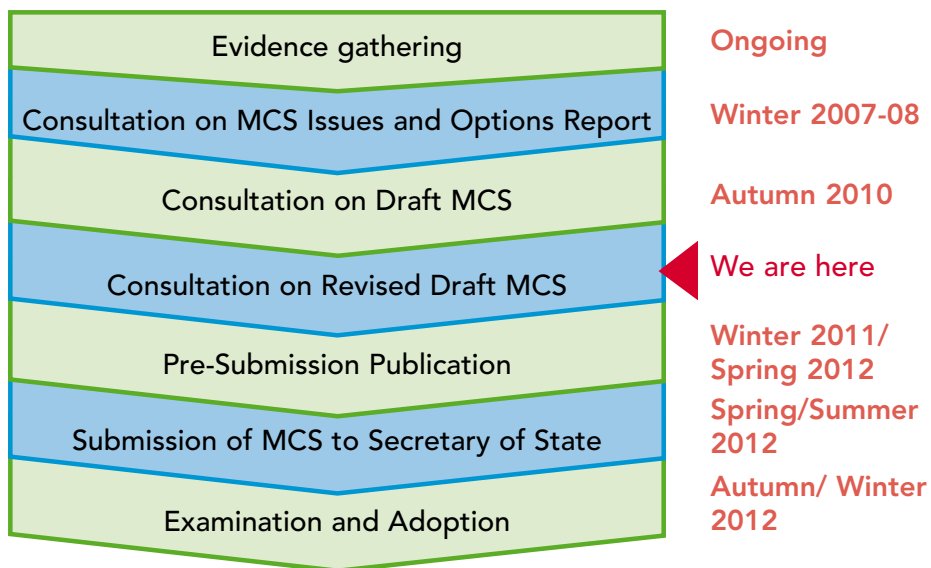 Evidence gathering
Ongoing
Consultation on MCS Issues and Options Report
Winter 2007-08
Consultation on Draft MCS
Autumn 2010
Consultation on Revised Draft MCS
We are here
Pre-Submission Publication
Winter 2011/
Spring 2012
Submission of MCS to Secretary of State
Spring/Summer
2012
Examination and Adoption
Autumn/ Winter
2012